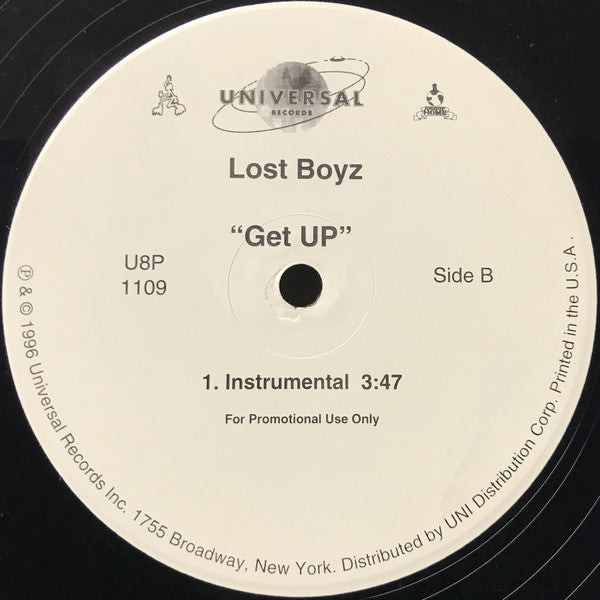 UNIVERSAL
RECORDS
HOME
Lost Boyz
“Get UP”
U8P
1109
Side B
1. Instrumental 3:47
For Promotional Use Only
℗ & © 1996 Universal Records Inc. 1755 Broadway, New York. Distributed by UNI Distribution Corp. Printed in the U.S.A.